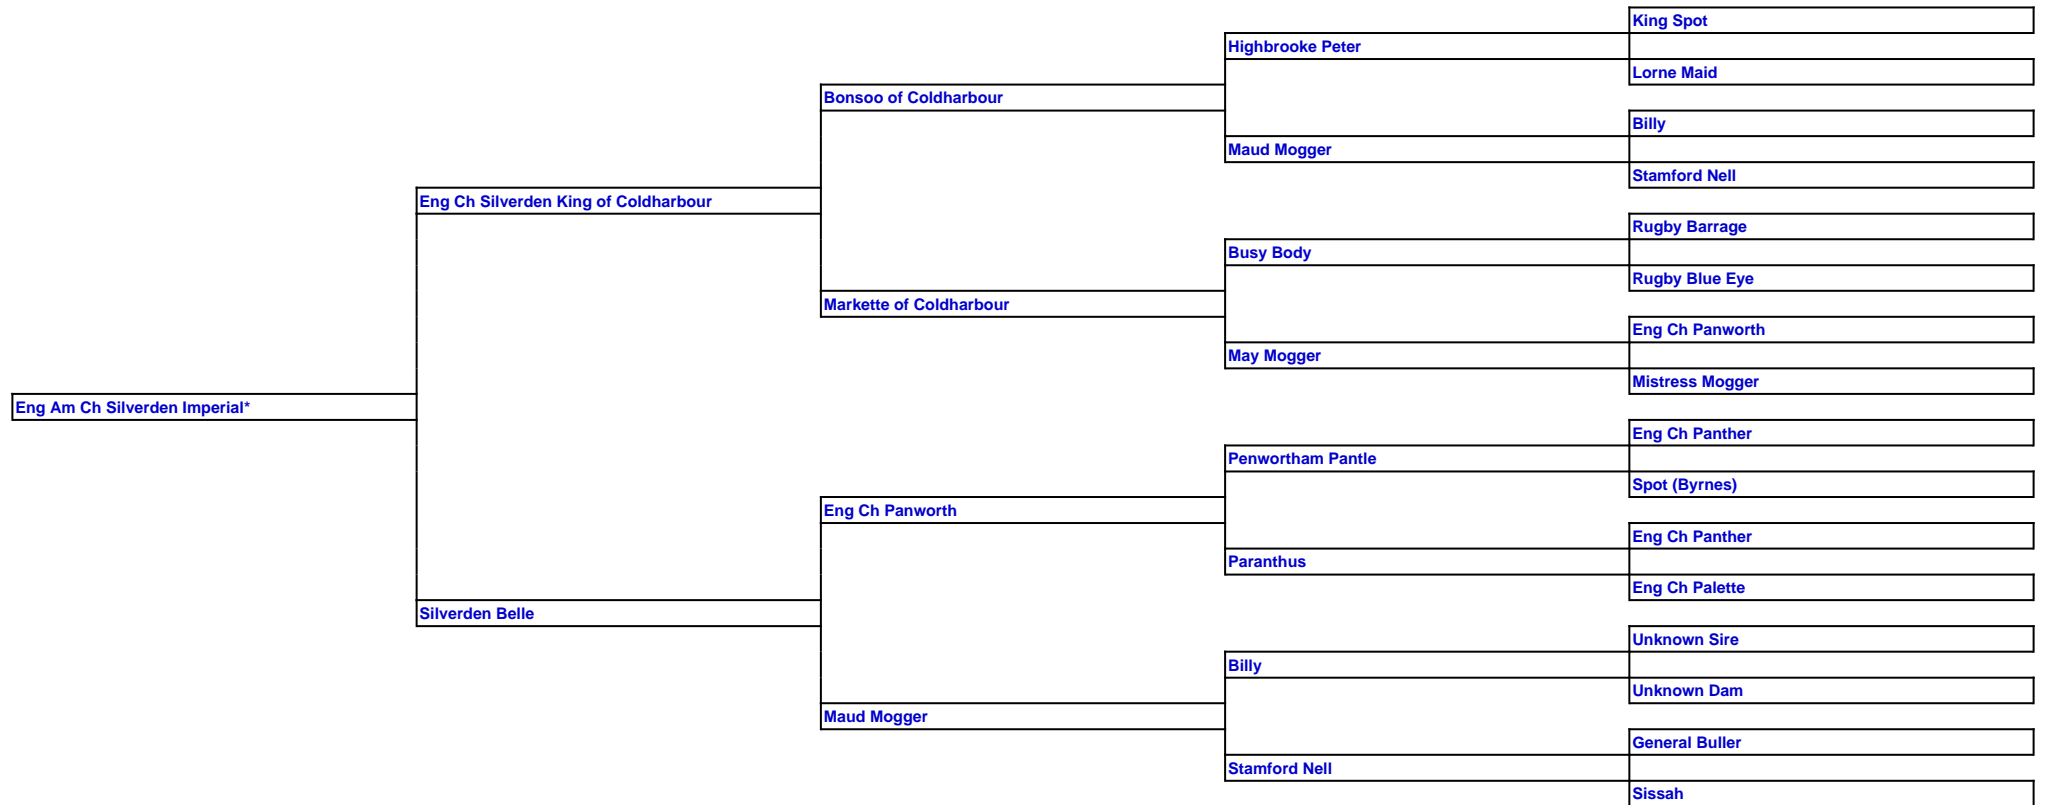 King Spot
Highbrooke Peter
Lorne Maid
Bonsoo of Coldharbour
Billy
Maud Mogger
Stamford Nell
Eng Ch Silverden King of Coldharbour
Rugby Barrage
Busy Body
Rugby Blue Eye
Markette of Coldharbour
Eng Ch Panworth
May Mogger
Mistress Mogger
Eng Am Ch Silverden Imperial*
Eng Ch Panther
Penwortham Pantle
Spot (Byrnes)
Eng Ch Panworth
Eng Ch Panther
Paranthus
Eng Ch Palette
Silverden Belle
Unknown Sire
Billy
Unknown Dam
Maud Mogger
General Buller
Stamford Nell
Sissah